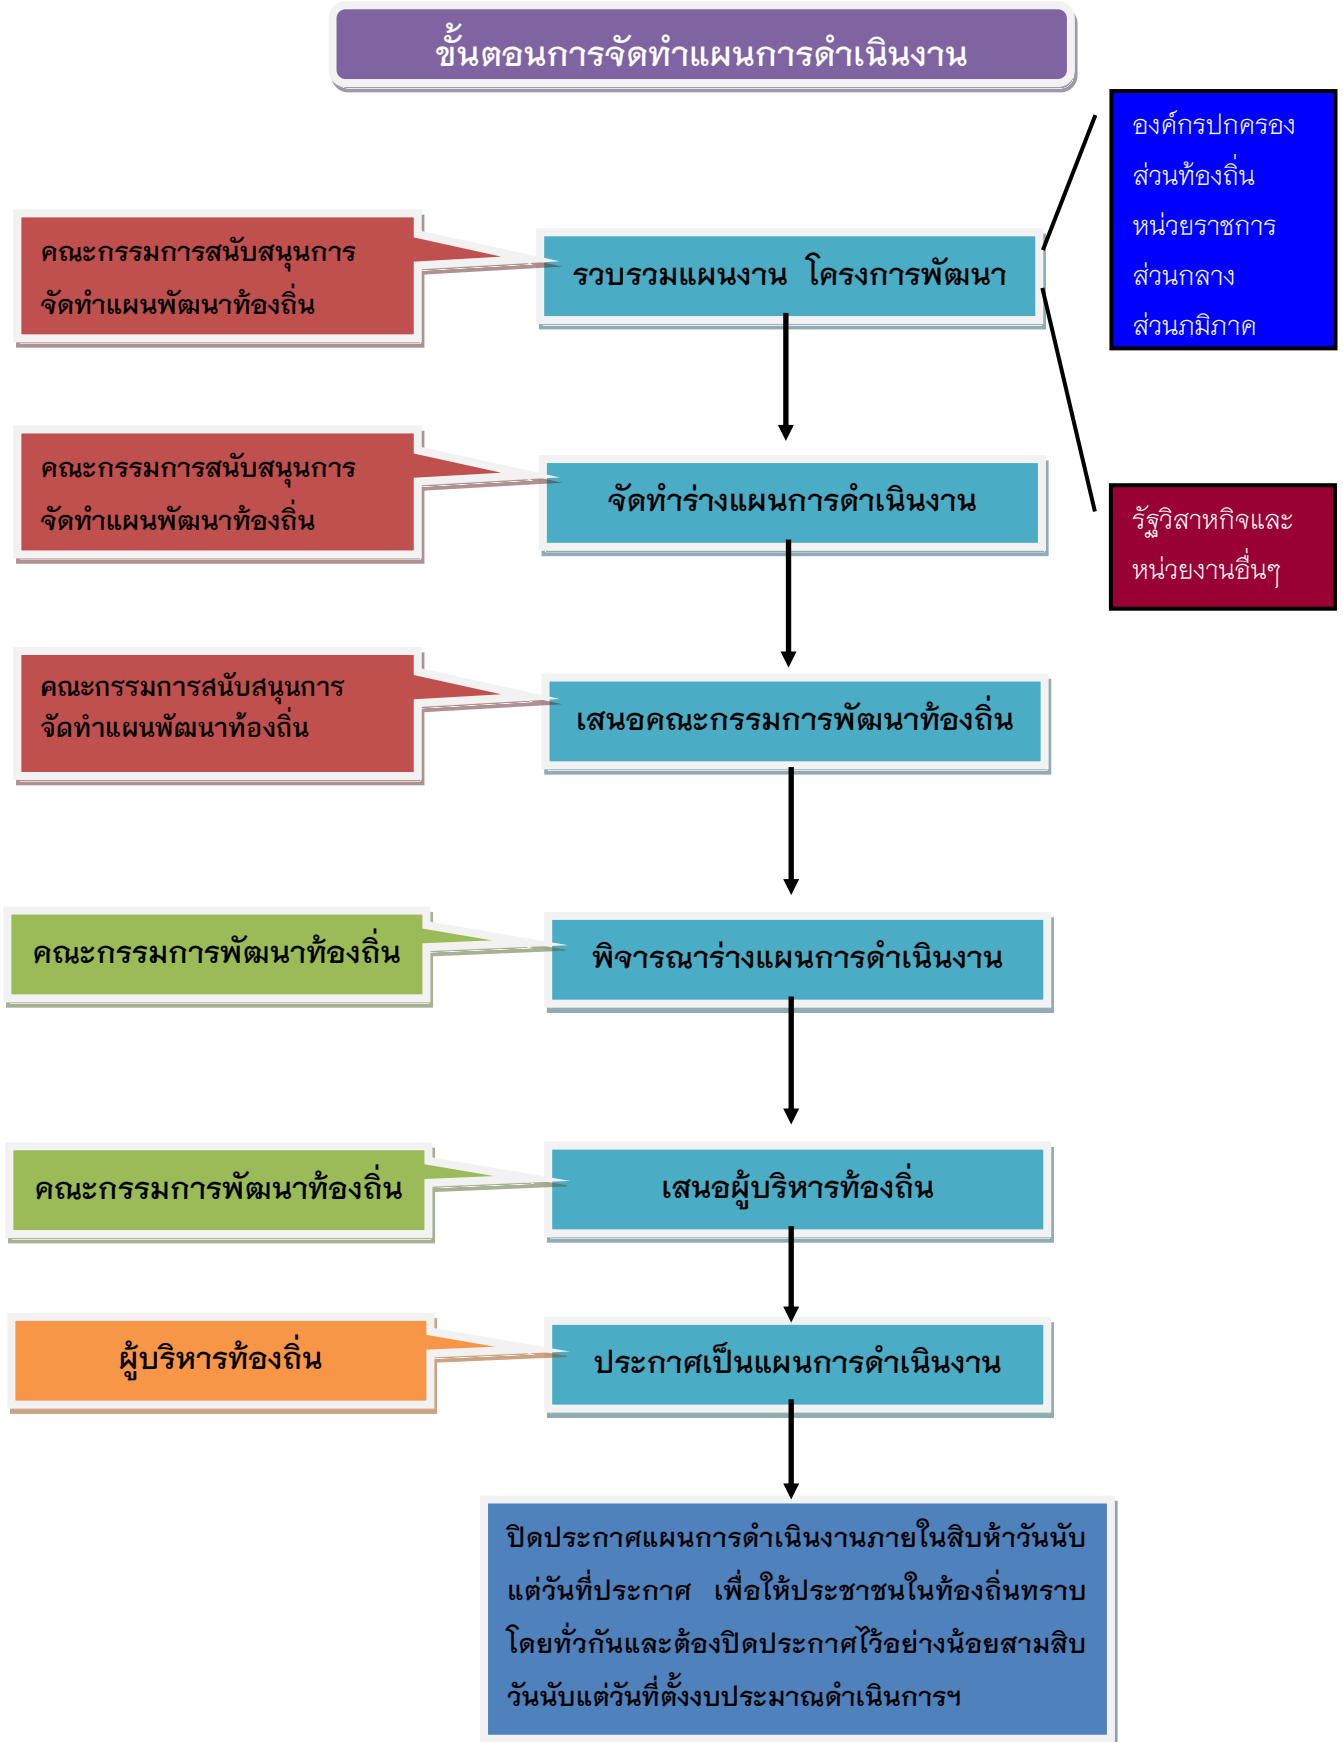 ขั้นตอนการจัดทำแผนการดำเนินงาน
องค์กรปกครอง
ส่วนท้องถิ่น
หน่วยราชการ
ส่วนกลาง
ส่วนภมิภาค
คณะกรรมการสนับสนุนการ
จัดทำแผนพัฒนาท้องถิ่น
รวบรวมแผนงาน โครงการพัฒนา
คณะกรรมการสนับสนุนการ
จัดทำแผนพัฒนาท้องถิ่น
จัดทำร่างแผนการดำเนินงาน
รัฐวิสาหกิจและ
หน่วยงานอื่นๆ
คณะกรรมการสนับสนุนการ
จัดทำแผนพัฒนาท้องถิ่น
เสนอคณะกรรมการพัฒนาท้องถิ่น
คณะกรรมการพัฒนาท้องถิ่น
พิจารณาร่างแผนการดำเนินงาน
คณะกรรมการพัฒนาท้องถิ่น
เสนอผู้บริหารท้องถิ่น
ผู้บริหารท้องถิ่น
ประกาศเป็นแผนการดำเนินงาน
ปิดประกาศแผนการดำเนินงานภายในสิบห้าวันนับ
แต่วันที่ประกาศ เพื่อให้ประชาชนในท้องถิ่นทราบ
โดยทั่วกันและต้องปิดประกาศไว้อย่างน้อยสามสิบ
วันนับแต่วันที่ตั้งงบประมาณดำเนินการฯ